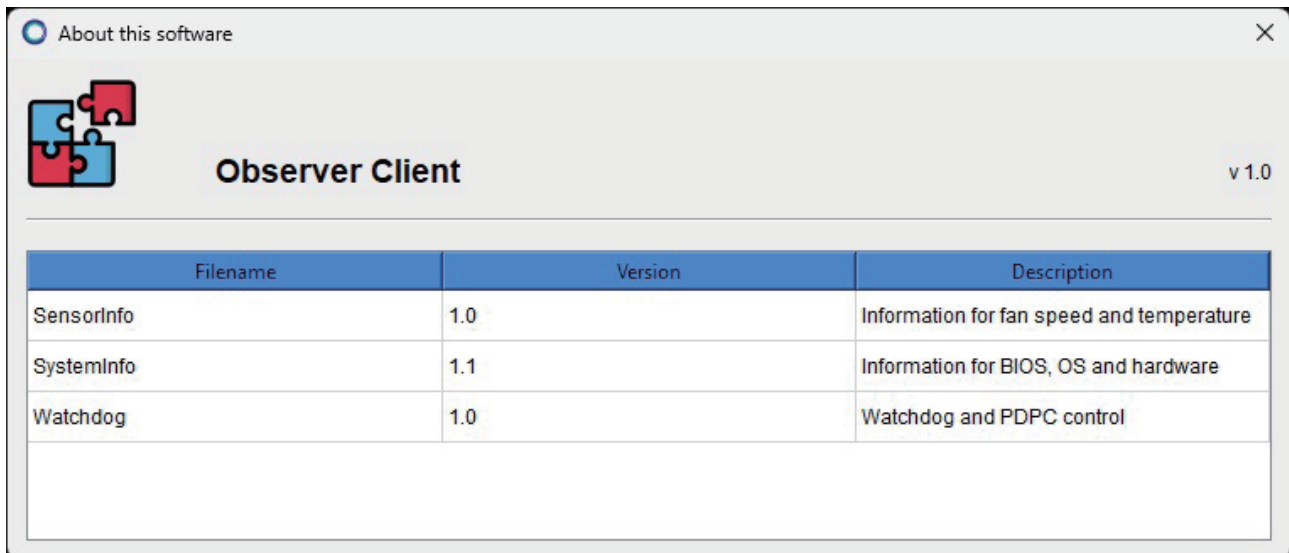 About this software
Observer Client
v 1.0
Filename Version Description
SensorInfo 1.0 Information for fan speed and temperature
SystemInfo 1.1 Information for BIOS, OS and hardware
Watchdog 1.0 Watchdog and PDPC control